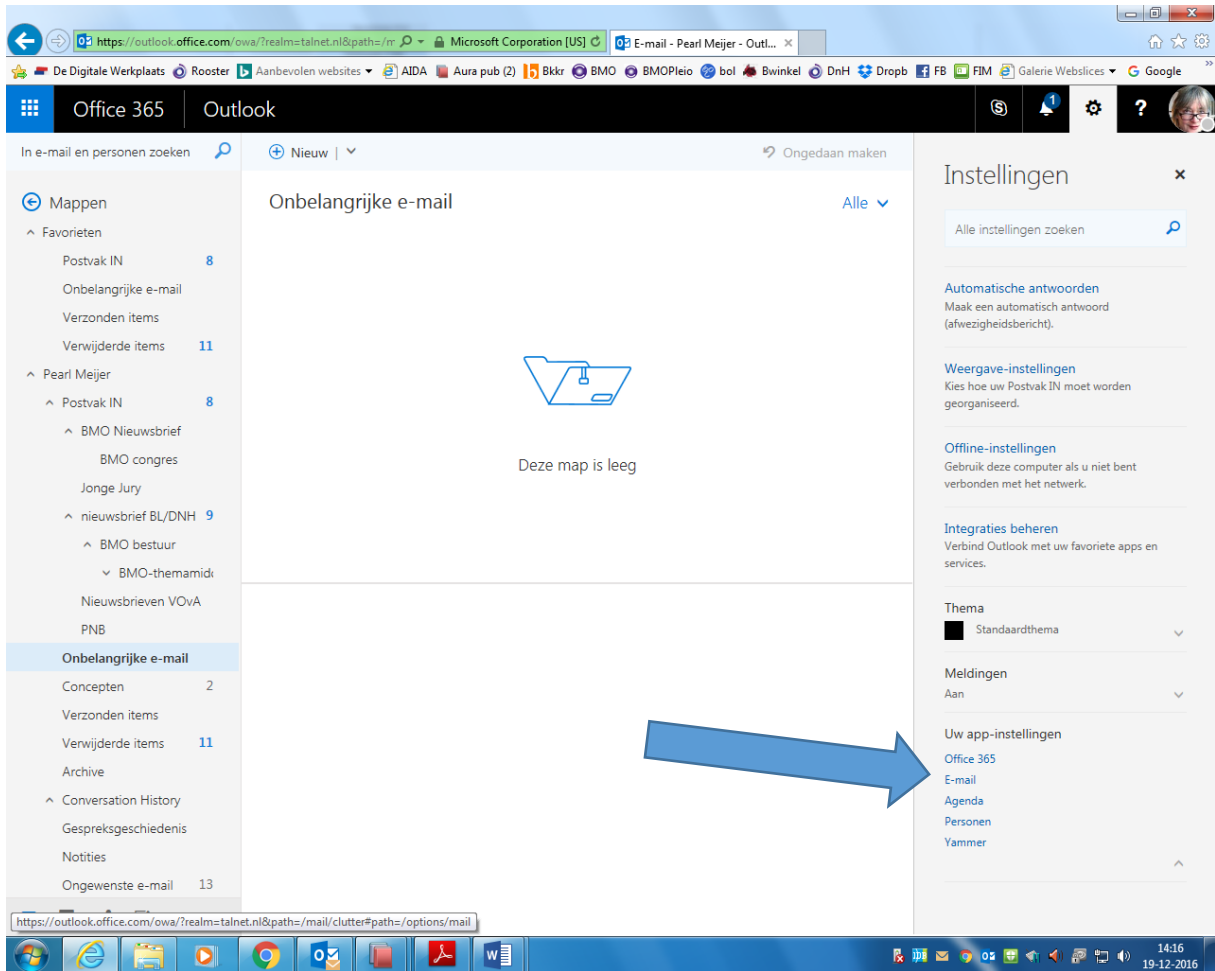 https://outlook.office.com/owa/?realm=talnet.nl&path=/m
Microsoft Corporation [US]
E-mail - Pearl Meijer - Outl...
De Digitale Werkplaats Rooster Aanbevolen websites AIDA Aura pub (2) Bkkr BMO BMOPleio bol Bwinkel DnH Dropb FB FIM Galerie Webslices Google
Office 365 Outlook
1
?
In e-mail en personen zoeken
Mappen
Favorieten
Postvak IN 8
Onbelangrijke e-mail
Verzonden items
Verwijderde items 11
Pearl Meijer
Postvak IN 8
BMO Nieuwsbrief
BMO congres
Jonge Jury
nieuwsbrief BL/DNH 9
BMO bestuur
BMO-themamid
Nieuwsbrieven VOvA
PNB
Onbelangrijke e-mail
Concepten 2
Verzonden items
Verwijderde items 11
Archive
Conversation History
Gespreksgeschiedenis
Notities
Ongewenste e-mail 13
Nieuw |
Ongedaan maken
Onbelangrijke e-mail
Alle
Deze map is leeg
Instellingen
Alle instellingen zoeken
Automatische antwoorden
Maak een automatisch antwoord
(afwezigheidsbericht).
Weergave-instellingen
Kies hoe uw Postvak IN moet worden
georganiseerd.
Offline-instellingen
Gebruik deze computer als u niet bent
verbonden met het netwerk.
Integraties beheren
Verbind Outlook met uw favoriete apps en
services.
Thema
Standaardthema
Meldingen
Aan
Uw app-instellingen
Office 365
E-mail
Agenda
Personen
Yammer
https://outlook.office.com/owa/?realm=talnet.nl&path=/mail/clutter#path=/options/mail
14:16
19-12-2016